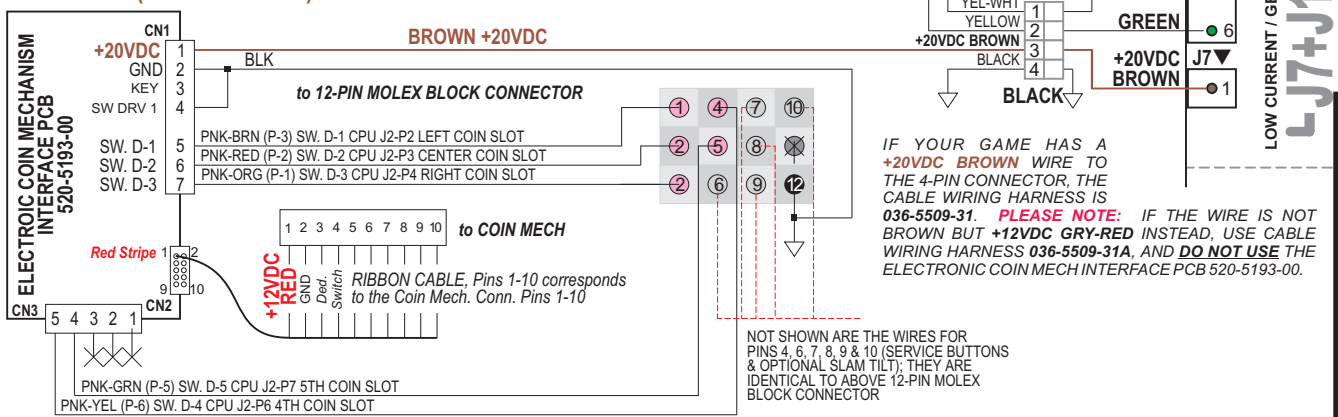 ELECTROIC COIN MECHANISM
INTERFACE PCB
520-5193-00
CN1
+20VDC 1
GND 2
KEY 3
SW DRV 1 4
SW. D-1 5
SW. D-2 6
SW. D-3 7
BROWN +20VDC
BLK
to 12-PIN MOLEX BLOCK CONNECTOR
PNK-BRN (P-3) SW. D-1 CPU J2-P2 LEFT COIN SLOT
PNK-RED (P-2) SW. D-2 CPU J2-P3 CENTER COIN SLOT
PNK-ORG (P-1) SW. D-3 CPU J2-P4 RIGHT COIN SLOT
1 4 7 10
2 5 8
2 6 9 12
Red Stripe 1 2
9 10
CN2
CN3
5 4 3 2 1
1 2 3 4 5 6 7 8 9 10
to COIN MECH
+12VDC
RED
GND
Ded.
Switch
RIBBON CABLE, Pins 1-10 corresponds
to the Coin Mech. Conn. Pins 1-10
PNK-GRN (P-5) SW. D-5 CPU J2-P7 5TH COIN SLOT
PNK-YEL (P-6) SW. D-4 CPU J2-P6 4TH COIN SLOT
NOT SHOWN ARE THE WIRES FOR
PINS 4, 6, 7, 8, 9 & 10 (SERVICE BUTTONS
& OPTIONAL SLAM TILT); THEY ARE
IDENTICAL TO ABOVE 12-PIN MOLEX
BLOCK CONNECTOR
YEL-WHT 1
YELLOW 2
+20VDC BROWN 3
BLACK 4
BLACK
GREEN
6
+20VDC
BROWN
J7▼
1
LOW CURRENT / GE
J7+J1
IF YOUR GAME HAS A
+20VDC BROWN WIRE TO
THE 4-PIN CONNECTOR, THE
CABLE WIRING HARNESS IS
036-5509-31. PLEASE NOTE: IF THE WIRE IS NOT
BROWN BUT +12VDC GRY-RED INSTEAD, USE CABLE
WIRING HARNESS 036-5509-31A, AND DO NOT USE THE
ELECTRONIC COIN MECH INTERFACE PCB 520-5193-00.